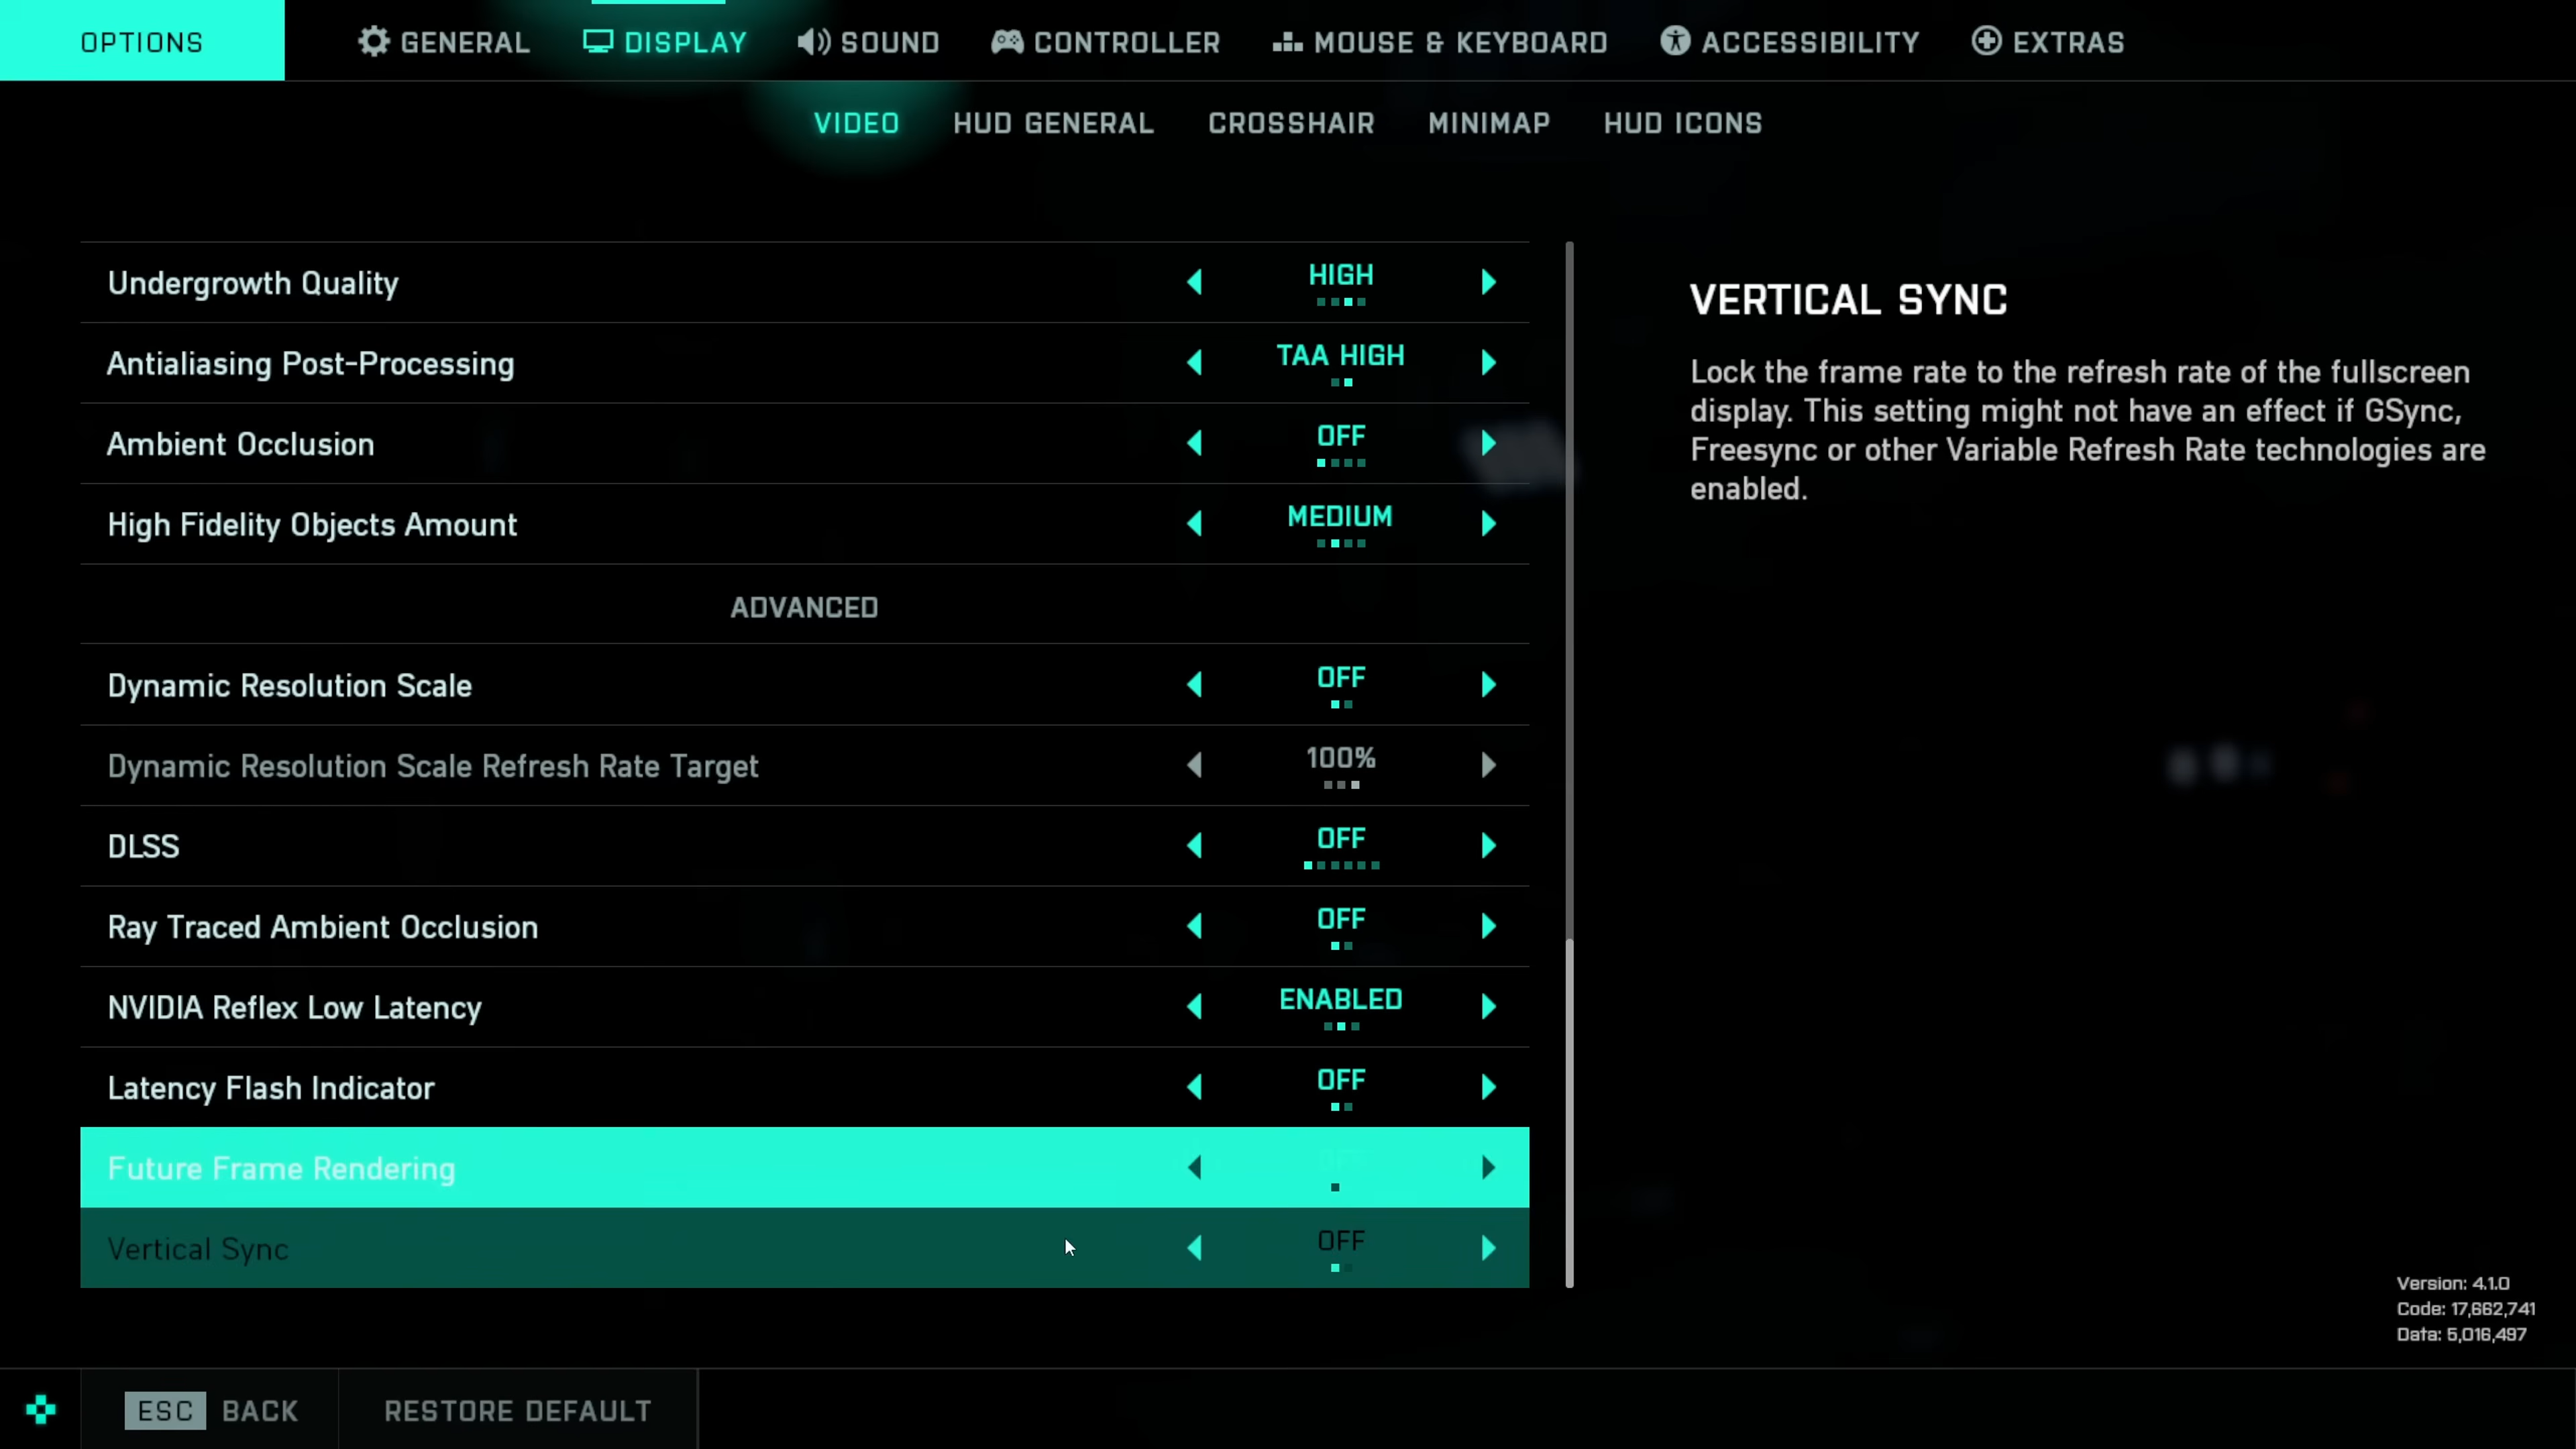 OPTIONS
GENERAL
DISPLAY
SOUND
CONTROLLER
MOUSE & KEYBOARD
ACCESSIBILITY
EXTRAS
VIDEO
HUD GENERAL
CROSSHAIR
MINIMAP
HUD ICONS
Undergrowth Quality
HIGH
Antialiasing Post-Processing
TAA HIGH
Ambient Occlusion
OFF
High Fidelity Objects Amount
MEDIUM
ADVANCED
Dynamic Resolution Scale
OFF
Dynamic Resolution Scale Refresh Rate Target
100%
DLSS
OFF
Ray Traced Ambient Occlusion
OFF
NVIDIA Reflex Low Latency
ENABLED
Latency Flash Indicator
OFF
Future Frame Rendering
Vertical Sync
OFF
VERTICAL SYNC
Lock the frame rate to the refresh rate of the fullscreen
display. This setting might not have an effect if GSync,
Freesync or other Variable Refresh Rate technologies are
enabled.
Version: 4.1.0
Code: 17,662,741
Data: 5,016,497
ESC BACK
RESTORE DEFAULT